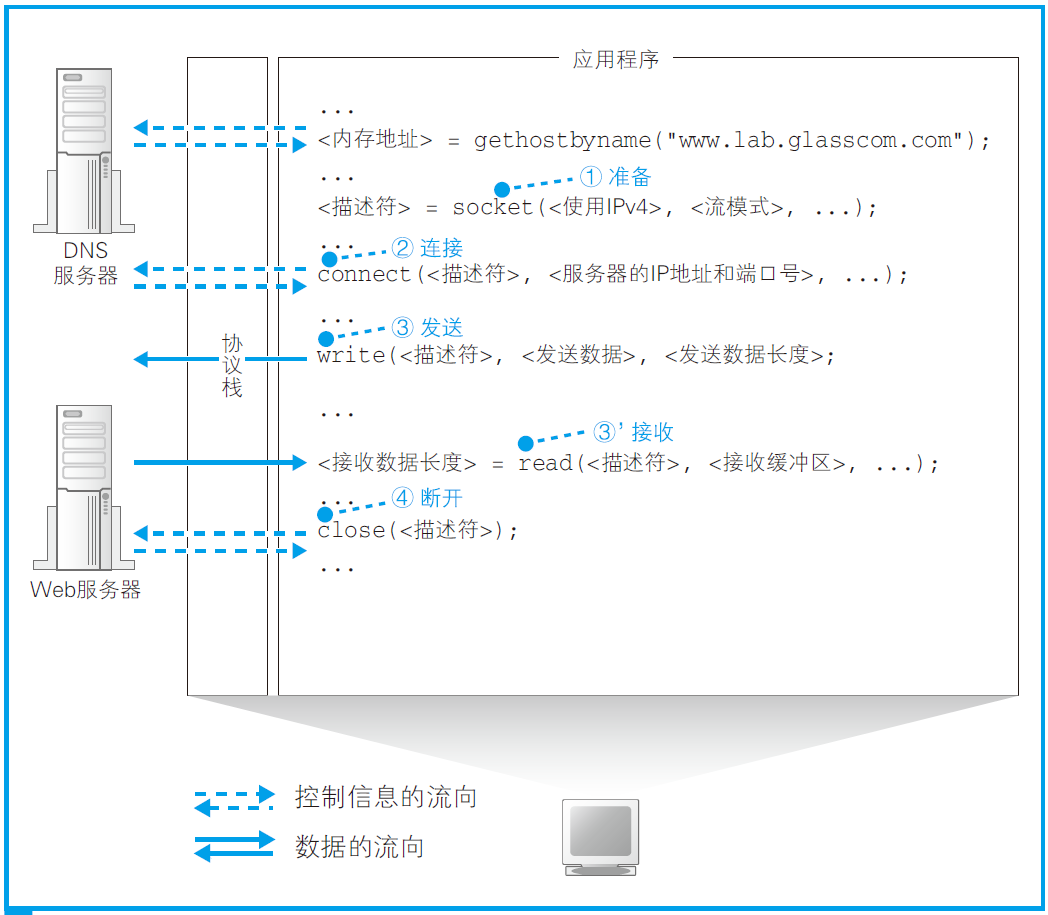 应用程序
...
<内存地址> = gethostbyname("www.lab.glasscom.com");
...
① 准备
<描述符> = socket(<使用IPv4>, <流模式>, ...);
DNS
服务器
...
② 连接
connect(<描述符>, <服务器的IP地址和端口号>, ...);
...
③ 发送
write(<描述符>, <发送数据>, <发送数据长度>;
协议栈
...
③’ 接收
<接收数据长度> = read(<描述符>, <接收缓冲区>, ...);
...
④ 断开
close(<描述符>);
...
Web服务器
控制信息的流向
数据的流向